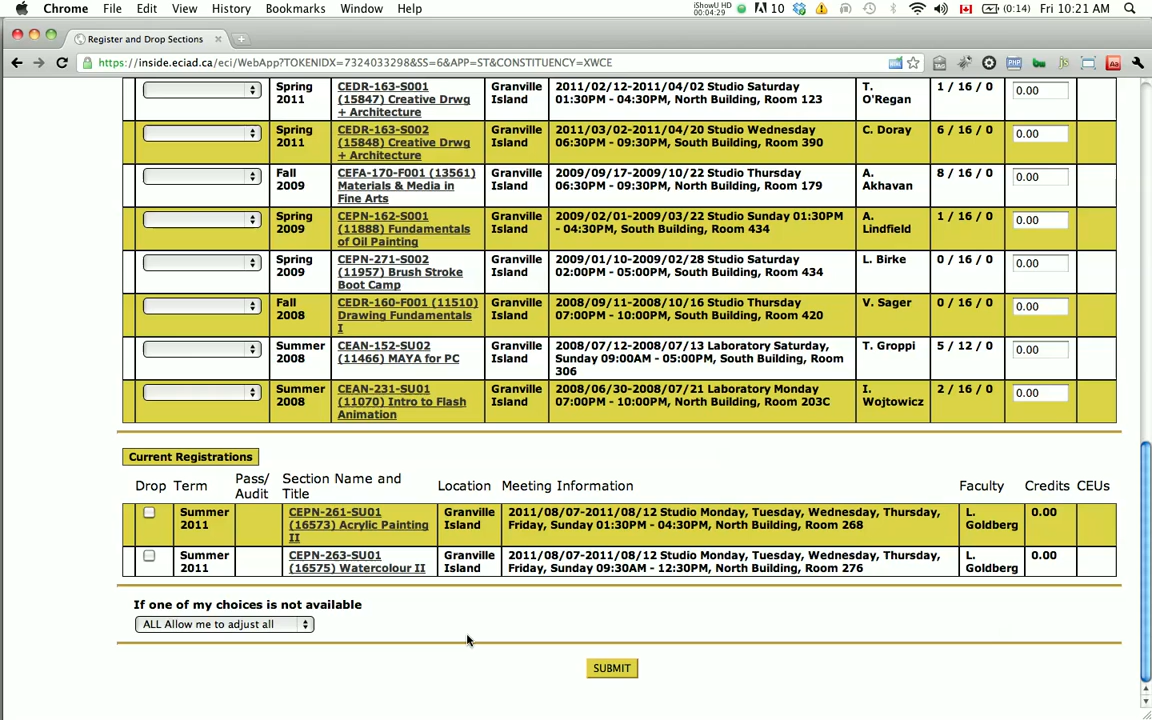 Chrome File Edit View History Bookmarks Window Help iShowU HD 00:04:29 10 (0:14) Fri 10:21 AM
Register and Drop Sections
https://inside.eciad.ca/eci/WebApp?TOKENIDX=7324033298&SS=6&APP=ST&CONSTITUENCY=XWCE
Spring CEDR-163-S001 Granville 2011/02/12-2011/04/02 Studio Saturday T. 1 / 16 / 0 0.00
2011 (15847) Creative Drwg Island 01:30PM - 04:30PM, North Building, Room 123 O'Regan
+ Architecture
Spring CEDR-163-S002 Granville 2011/03/02-2011/04/20 Studio Wednesday C. Doray 6 / 16 / 0 0.00
2011 (15848) Creative Drwg Island 06:30PM - 09:30PM, South Building, Room 390
+ Architecture
Fall CEFA-170-F001 (13561) Granville 2009/09/17-2009/10/22 Studio Thursday A. 8 / 16 / 0 0.00
2009 Materials & Media in Island 06:30PM - 09:30PM, North Building, Room 179 Akhavan
Fine Arts
Spring CEPN-162-S001 Granville 2009/02/01-2009/03/22 Studio Sunday 01:30PM A. 1 / 16 / 0 0.00
2009 (11888) Fundamentals Island - 04:30PM, South Building, Room 434 Lindfield
of Oil Painting
Spring CEPN-271-S002 Granville 2009/01/10-2009/02/28 Studio Saturday L. Birke 0 / 16 / 0 0.00
2009 (11957) Brush Stroke Island 02:00PM - 05:00PM, South Building, Room 434
Boot Camp
Fall CEDR-160-F001 (11510) Granville 2008/09/11-2008/10/16 Studio Thursday V. Sager 0 / 16 / 0 0.00
2008 Drawing Fundamentals Island 07:00PM - 10:00PM, South Building, Room 420
I
Summer CEAN-152-SU02 Granville 2008/07/12-2008/07/13 Laboratory Saturday, T. Groppi 5 / 12 / 0 0.00
2008 (11466) MAYA for PC Island Sunday 09:00AM - 05:00PM, South Building, Room
306
Summer CEAN-231-SU01 Granville 2008/06/30-2008/07/21 Laboratory Monday I. 2 / 16 / 0 0.00
2008 (11070) Intro to Flash Island 07:00PM - 10:00PM, North Building, Room 203C Wojtowicz
Animation
Current Registrations
Drop Term Pass/ Section Name and Location Meeting Information Faculty Credits CEUs
Audit Title
Summer CEPN-261-SU01 Granville 2011/08/07-2011/08/12 Studio Monday, Tuesday, Wednesday, Thursday, L. 0.00
2011 (16573) Acrylic Painting Island Friday, Sunday 01:30PM - 04:30PM, North Building, Room 268 Goldberg
II
Summer CEPN-263-SU01 Granville 2011/08/07-2011/08/12 Studio Monday, Tuesday, Wednesday, Thursday, L. 0.00
2011 (16575) Watercolour II Island Friday, Sunday 09:30AM - 12:30PM, North Building, Room 276 Goldberg
If one of my choices is not available
ALL Allow me to adjust all
SUBMIT